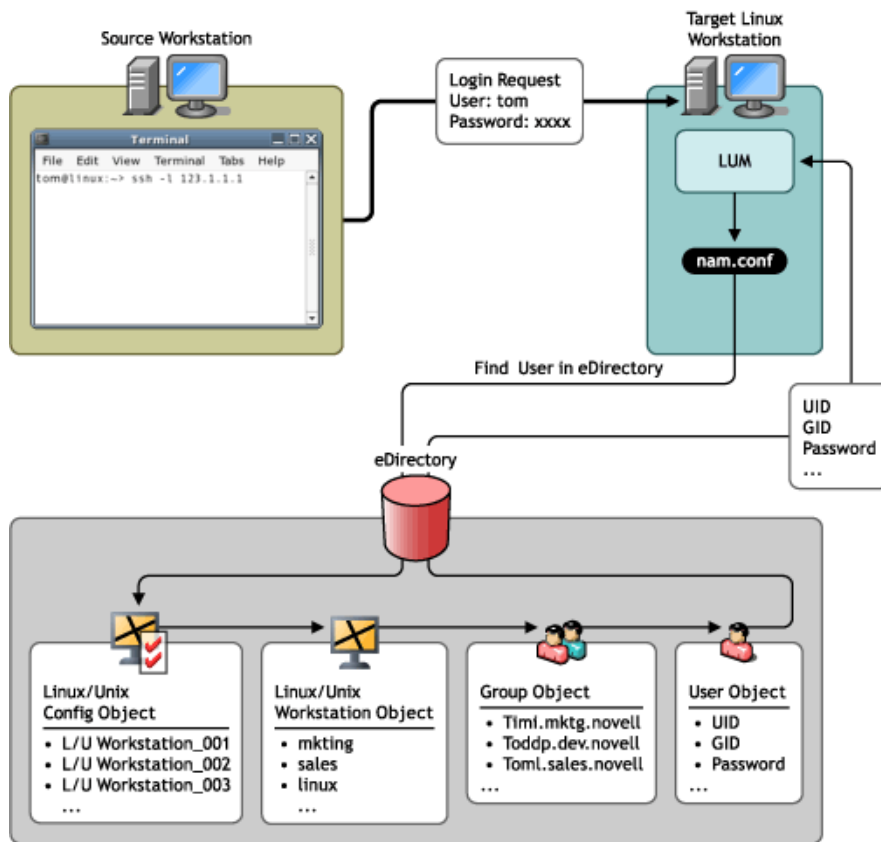 Source Workstation
Target Linux
Workstation
Login Request
User: tom
Password: xxxx
Terminal
File Edit View Terminal Tabs Help
tom@linux:~> ssh -l 123.1.1.1
LUM
nam.conf
Find User in eDirectory
UID
GID
Password
...
eDirectory
Linux/Unix
Config Object
• L/U Workstation_001
• L/U Workstation_002
• L/U Workstation_003
...
Linux/Unix
Workstation Object
• mkting
• sales
• linux
...
Group Object
• Timi.mktg.novell
• Toddp.dev.novell
• Toml.sales.novell
...
User Object
• UID
• GID
• Password
...